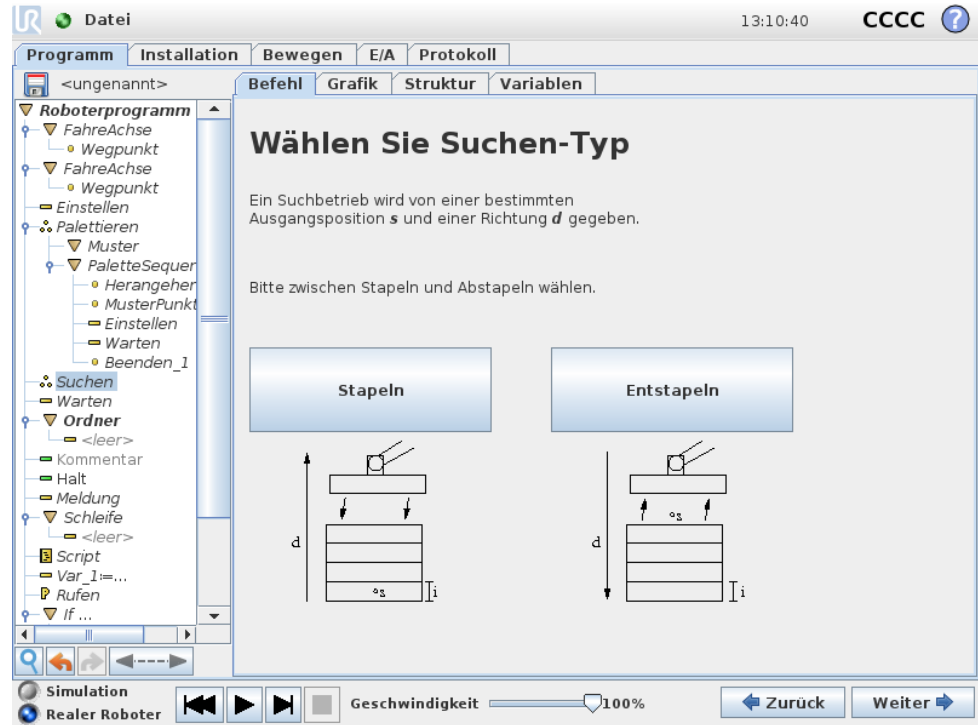 UR Datei 13:10:40 CCCC ?
Programm Installation Bewegen E/A Protokoll
<ungenannt>
Befehl Grafik Struktur Variablen
Roboterprogramm
FahreAchse
Wegpunkt
FahreAchse
Wegpunkt
Einstellen
Palettieren
Muster
PaletteSequer
Herangeher
MusterPunkt
Einstellen
Warten
Beenden_1
Suchen
Warten
Ordner
<leer>
Kommentar
Halt
Meldung
Schleife
<leer>
Script
Var_1:=...
P Rufen
If ...
Wählen Sie Suchen-Typ
Ein Suchbetrieb wird von einer bestimmten
Ausgangsposition s und einer Richtung d gegeben.
Bitte zwischen Stapeln und Abstapeln wählen.
Stapeln Entstapeln
s
d d
s i i
Simulation
Realer Roboter
Geschwindigkeit 100%
Zurück Weiter